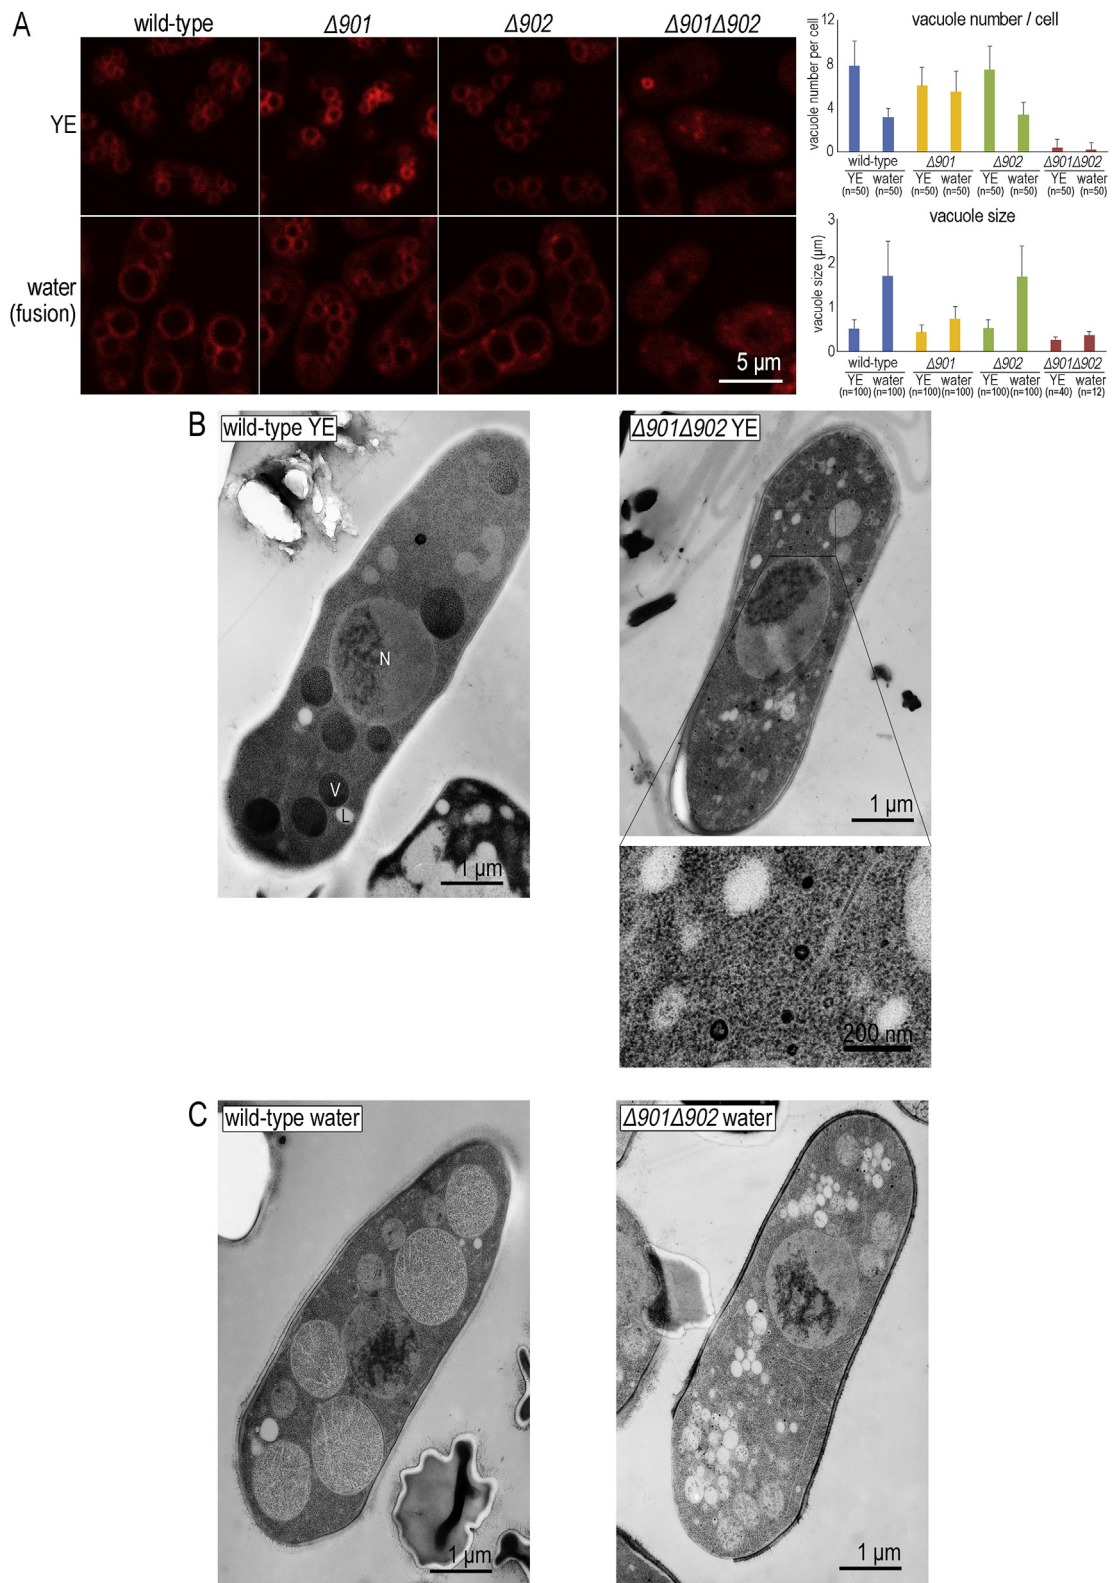 A
wild-type
Δ901
Δ902
Δ901Δ902
YE
water
(fusion)
5 μm
vacuole number / cell
vacuole number per cell
12
8
4
0
wild-type Δ901 Δ902 Δ901Δ902
YE water YE water YE water YE water
(n=50) (n=50) (n=50) (n=50) (n=50) (n=50) (n=50) (n=50)
vacuole size
vacuole size (μm)
3
2
1
0
wild-type Δ901 Δ902 Δ901Δ902
YE water YE water YE water YE water
(n=100) (n=100) (n=100) (n=100) (n=100) (n=100) (n=40) (n=12)
B
wild-type YE
N
V
L
1 μm
Δ901Δ902 YE
1 μm
200 nm
C
wild-type water
1 μm
Δ901Δ902 water
1 μm